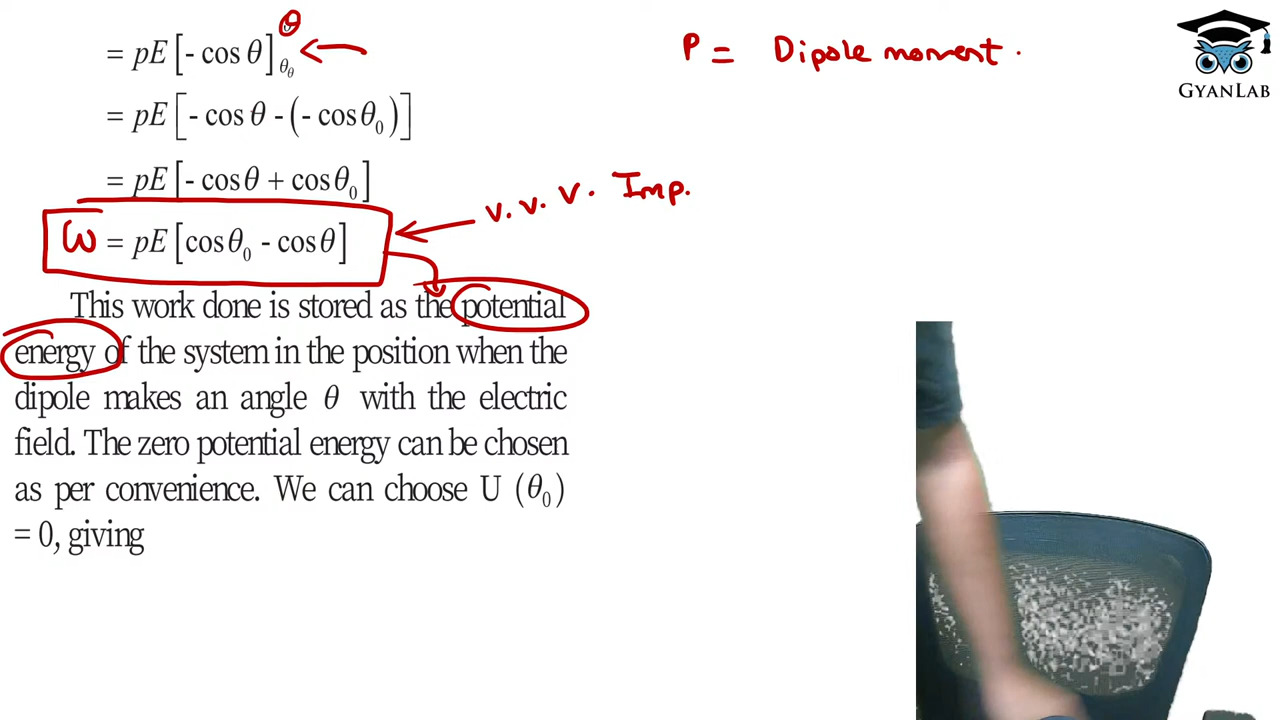 = pE [- cos θ]θθ θ
P = Dipole moment .
= pE [- cos θ - (- cos θ0)]
= pE [- cos θ + cos θ0]
v. v. v. Imp.
W = pE [cos θ0 - cos θ]
This work done is stored as the potential
energy of the system in the position when the
dipole makes an angle θ with the electric
field. The zero potential energy can be chosen
as per convenience. We can choose U (θ0)
= 0, giving
GYANLAB